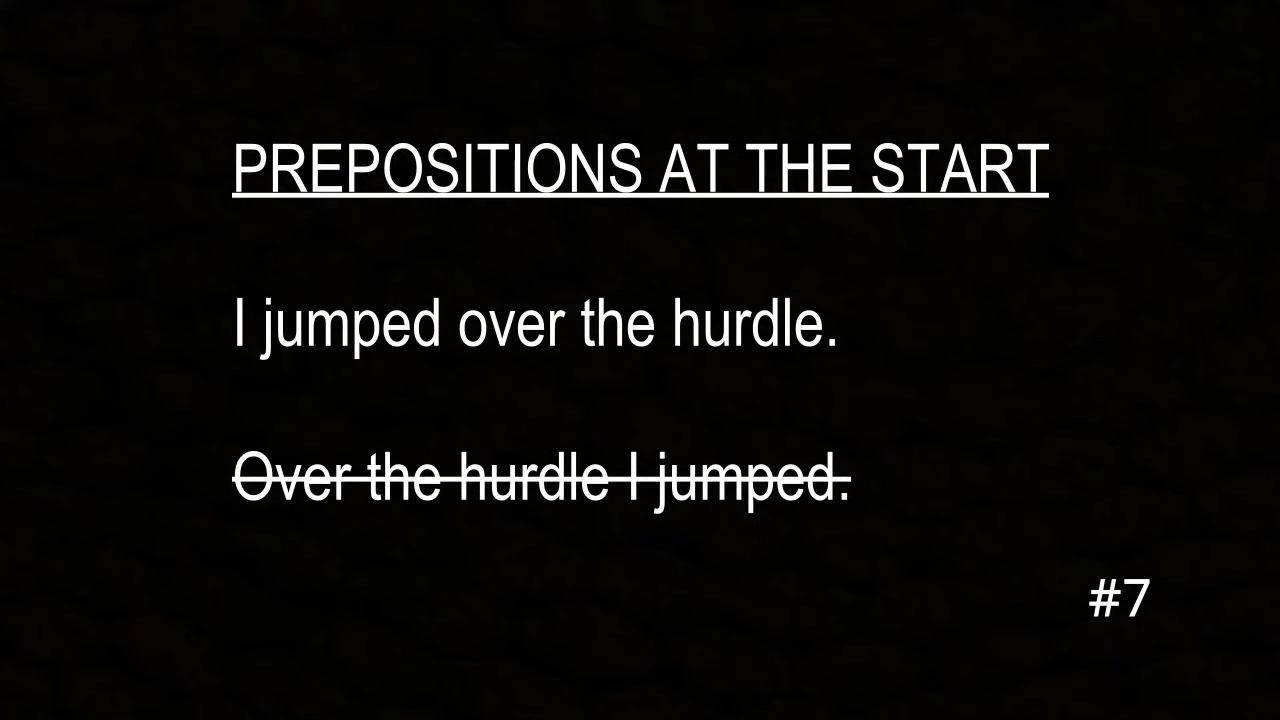 PREPOSITIONS AT THE START
I jumped over the hurdle.
Over the hurdle I jumped.
#7